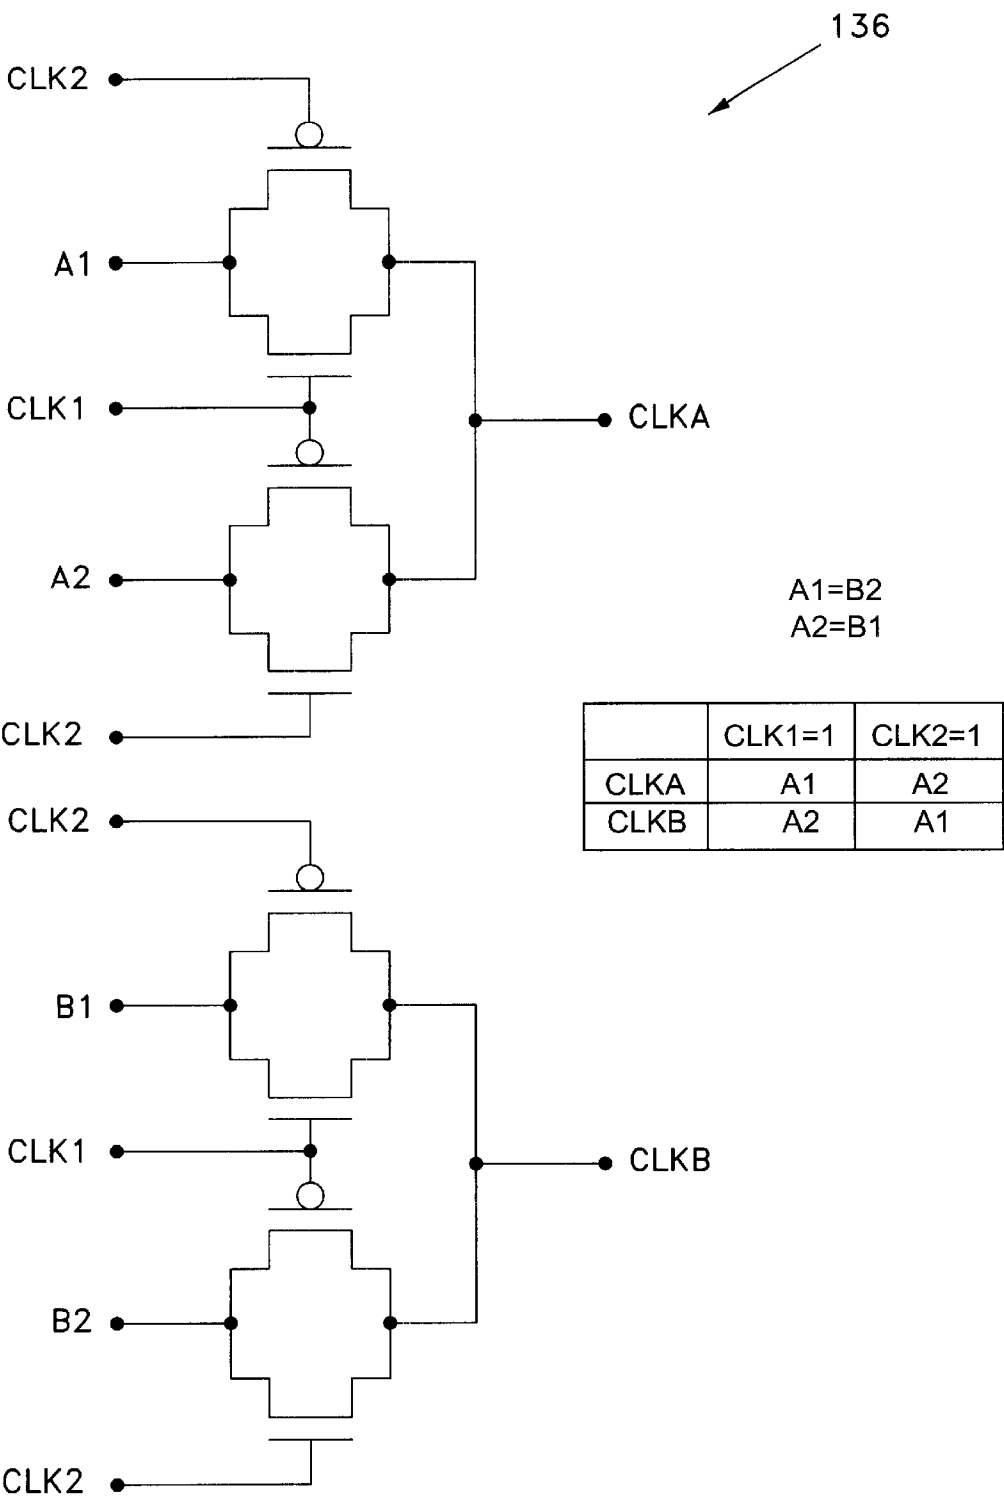 136
CLK2
A1
CLK1
CLKA
A2
A1=B2
A2=B1
CLK2
CLK1=1 CLK2=1
CLKA A1 A2
CLKB A2 A1
CLK2
B1
CLK1
CLKB
B2
CLK2